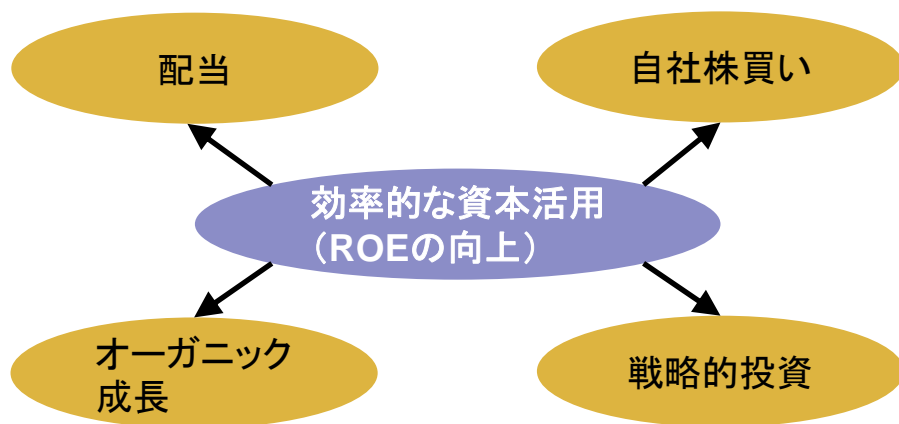 配当
自社株買い
効率的な資本活用
（ROEの向上）
オーガニック
成長
戦略的投資